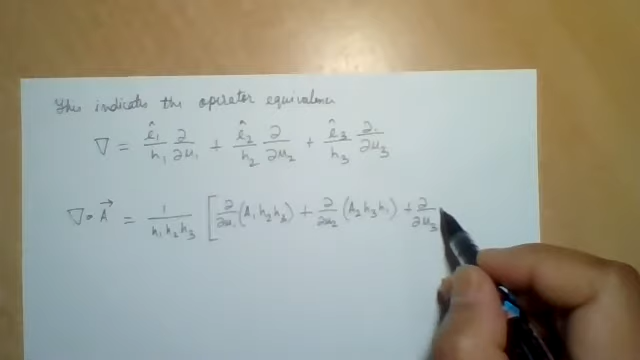 This indicates the operator equivalence
∇ = ê₁/h₁ ∂/∂u₁ + ê₂/h₂ ∂/∂u₂ + ê₃/h₃ ∂/∂u₃
∇∘A⃗ = 1/(h₁h₂h₃) [ ∂/∂u₁ (A₁h₂h₃) + ∂/∂u₂ (A₂h₃h₁) + ∂/∂u₃